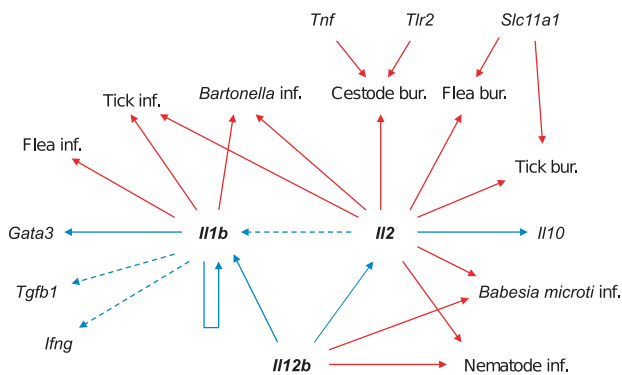 Tnf Tlr2 Slc11a1
Tick inf. Bartonella inf. Cestode bur. Flea bur.
Flea inf. Tick bur.
Gata3 Il1b Il2 Il10
Tgfb1 Babesia microti inf.
Ifng
Il12b Nematode inf.